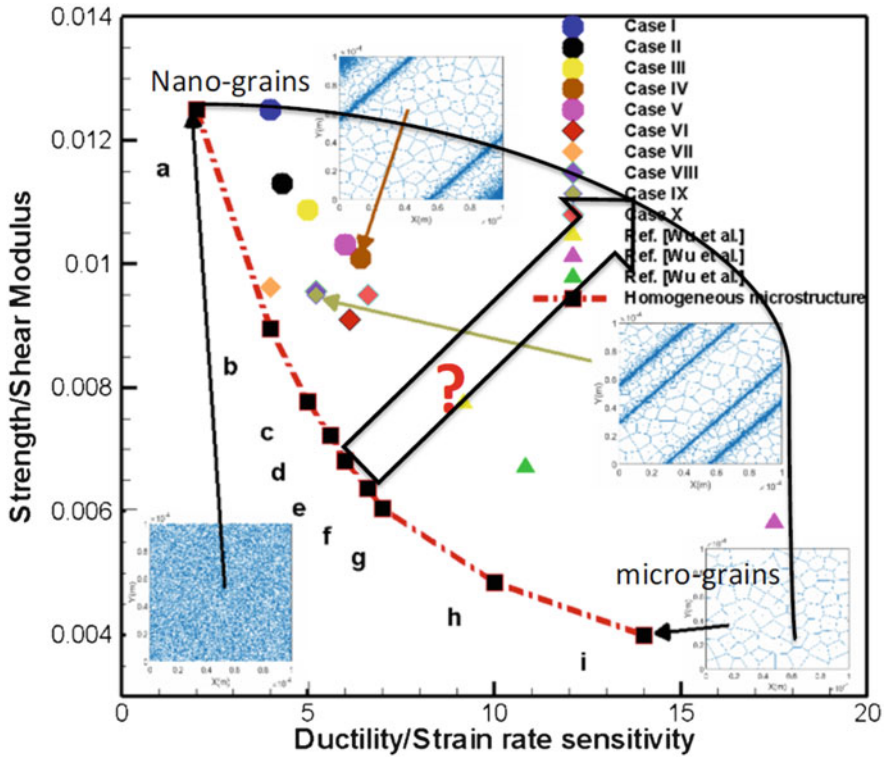 0.014
0.012
0.01
0.008
0.006
0.004
Strength/Shear Modulus
Nano-grains
Case I
Case II
Case III
Case IV
Case V
Case VI
Case VII
Case VIII
Case IX
Case X
Ref. [Wu et al.]
Ref. [Wu et al.]
Ref. [Wu et al.]
Homogeneous microstructure
X(m)
Y(m)
a
b
c
d
e
f
g
h
i
?
X(m)
Y(m)
micro-grains
X(m)
Y(m)
X(m)
Y(m)
0
5
10
15
20
Ductility/Strain rate sensitivity